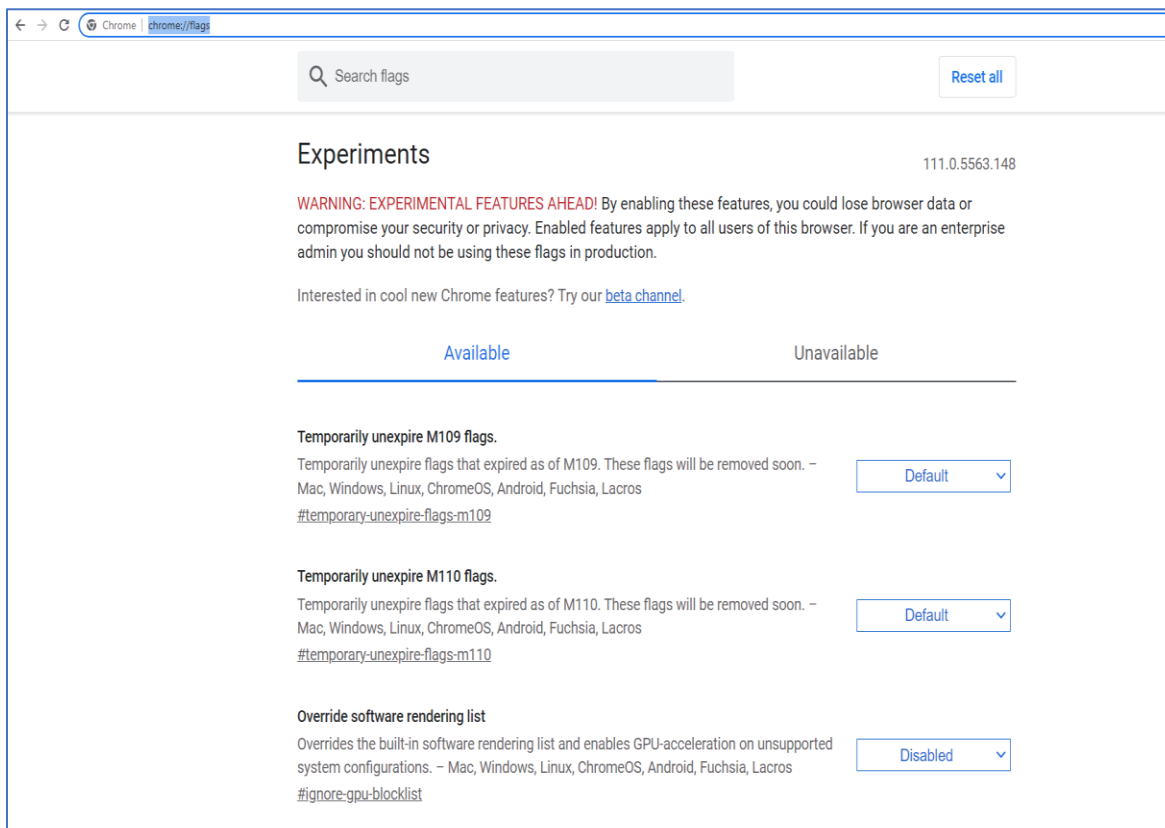 Chrome | chrome://flags
Search flags
Reset all
Experiments
111.0.5563.148
WARNING: EXPERIMENTAL FEATURES AHEAD! By enabling these features, you could lose browser data or
compromise your security or privacy. Enabled features apply to all users of this browser. If you are an enterprise
admin you should not be using these flags in production.
Interested in cool new Chrome features? Try our beta channel.
Available
Unavailable
Temporarily unexpire M109 flags.
Temporarily unexpire flags that expired as of M109. These flags will be removed soon. –
Mac, Windows, Linux, ChromeOS, Android, Fuchsia, Lacros
#temporary-unexpire-flags-m109
Default
Temporarily unexpire M110 flags.
Temporarily unexpire flags that expired as of M110. These flags will be removed soon. –
Mac, Windows, Linux, ChromeOS, Android, Fuchsia, Lacros
#temporary-unexpire-flags-m110
Default
Override software rendering list
Overrides the built-in software rendering list and enables GPU-acceleration on unsupported
system configurations. – Mac, Windows, Linux, ChromeOS, Android, Fuchsia, Lacros
#ignore-gpu-blocklist
Disabled